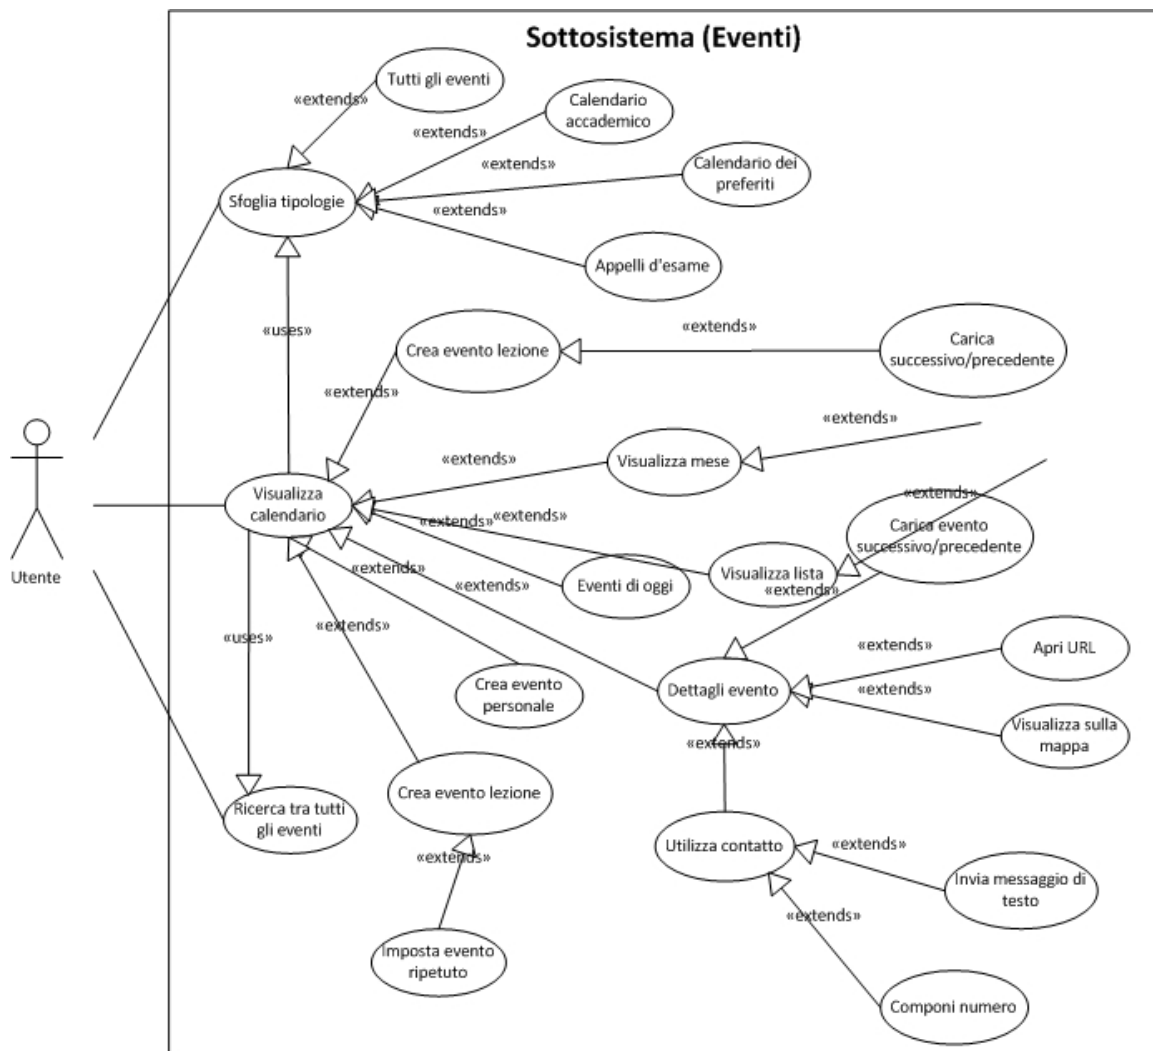 Sottosistema (Eventi)
Tutti gli eventi
«extends»
Calendario
accademico
«extends»
«extends»
Calendario dei
preferiti
Sfoglia tipologie
«extends»
Appelli d'esame
«uses»
«extends»
Crea evento lezione
Carica
successivo/precedente
«extends»
«extends»
Visualizza mese
«extends»
Visualizza
calendario
«extends»
«extends»
«extends»
Carica evento
successivo/precedente
Utente
«extends»
Eventi di oggi
Visualizza lista
«extends»
«extends»
«extends»
«uses»
«extends»
Apri URL
Crea evento
personale
Dettagli evento
«extends»
Visualizza sulla
mappa
«extends»
Ricerca tra tutti
gli eventi
Crea evento lezione
Utilizza contatto
«extends»
«extends»
Invia messaggio di
testo
«extends»
Imposta evento
ripetuto
Componi numero